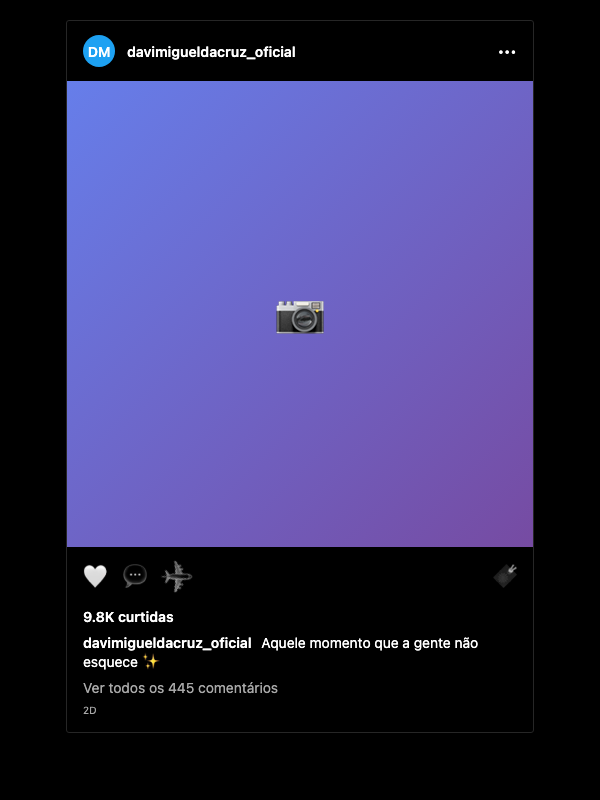 DM davimigueldacruz_oficial
9.8K curtidas
davimigueldacruz_oficial Aquele momento que a gente não
esquece ✨
Ver todos os 445 comentários
2D